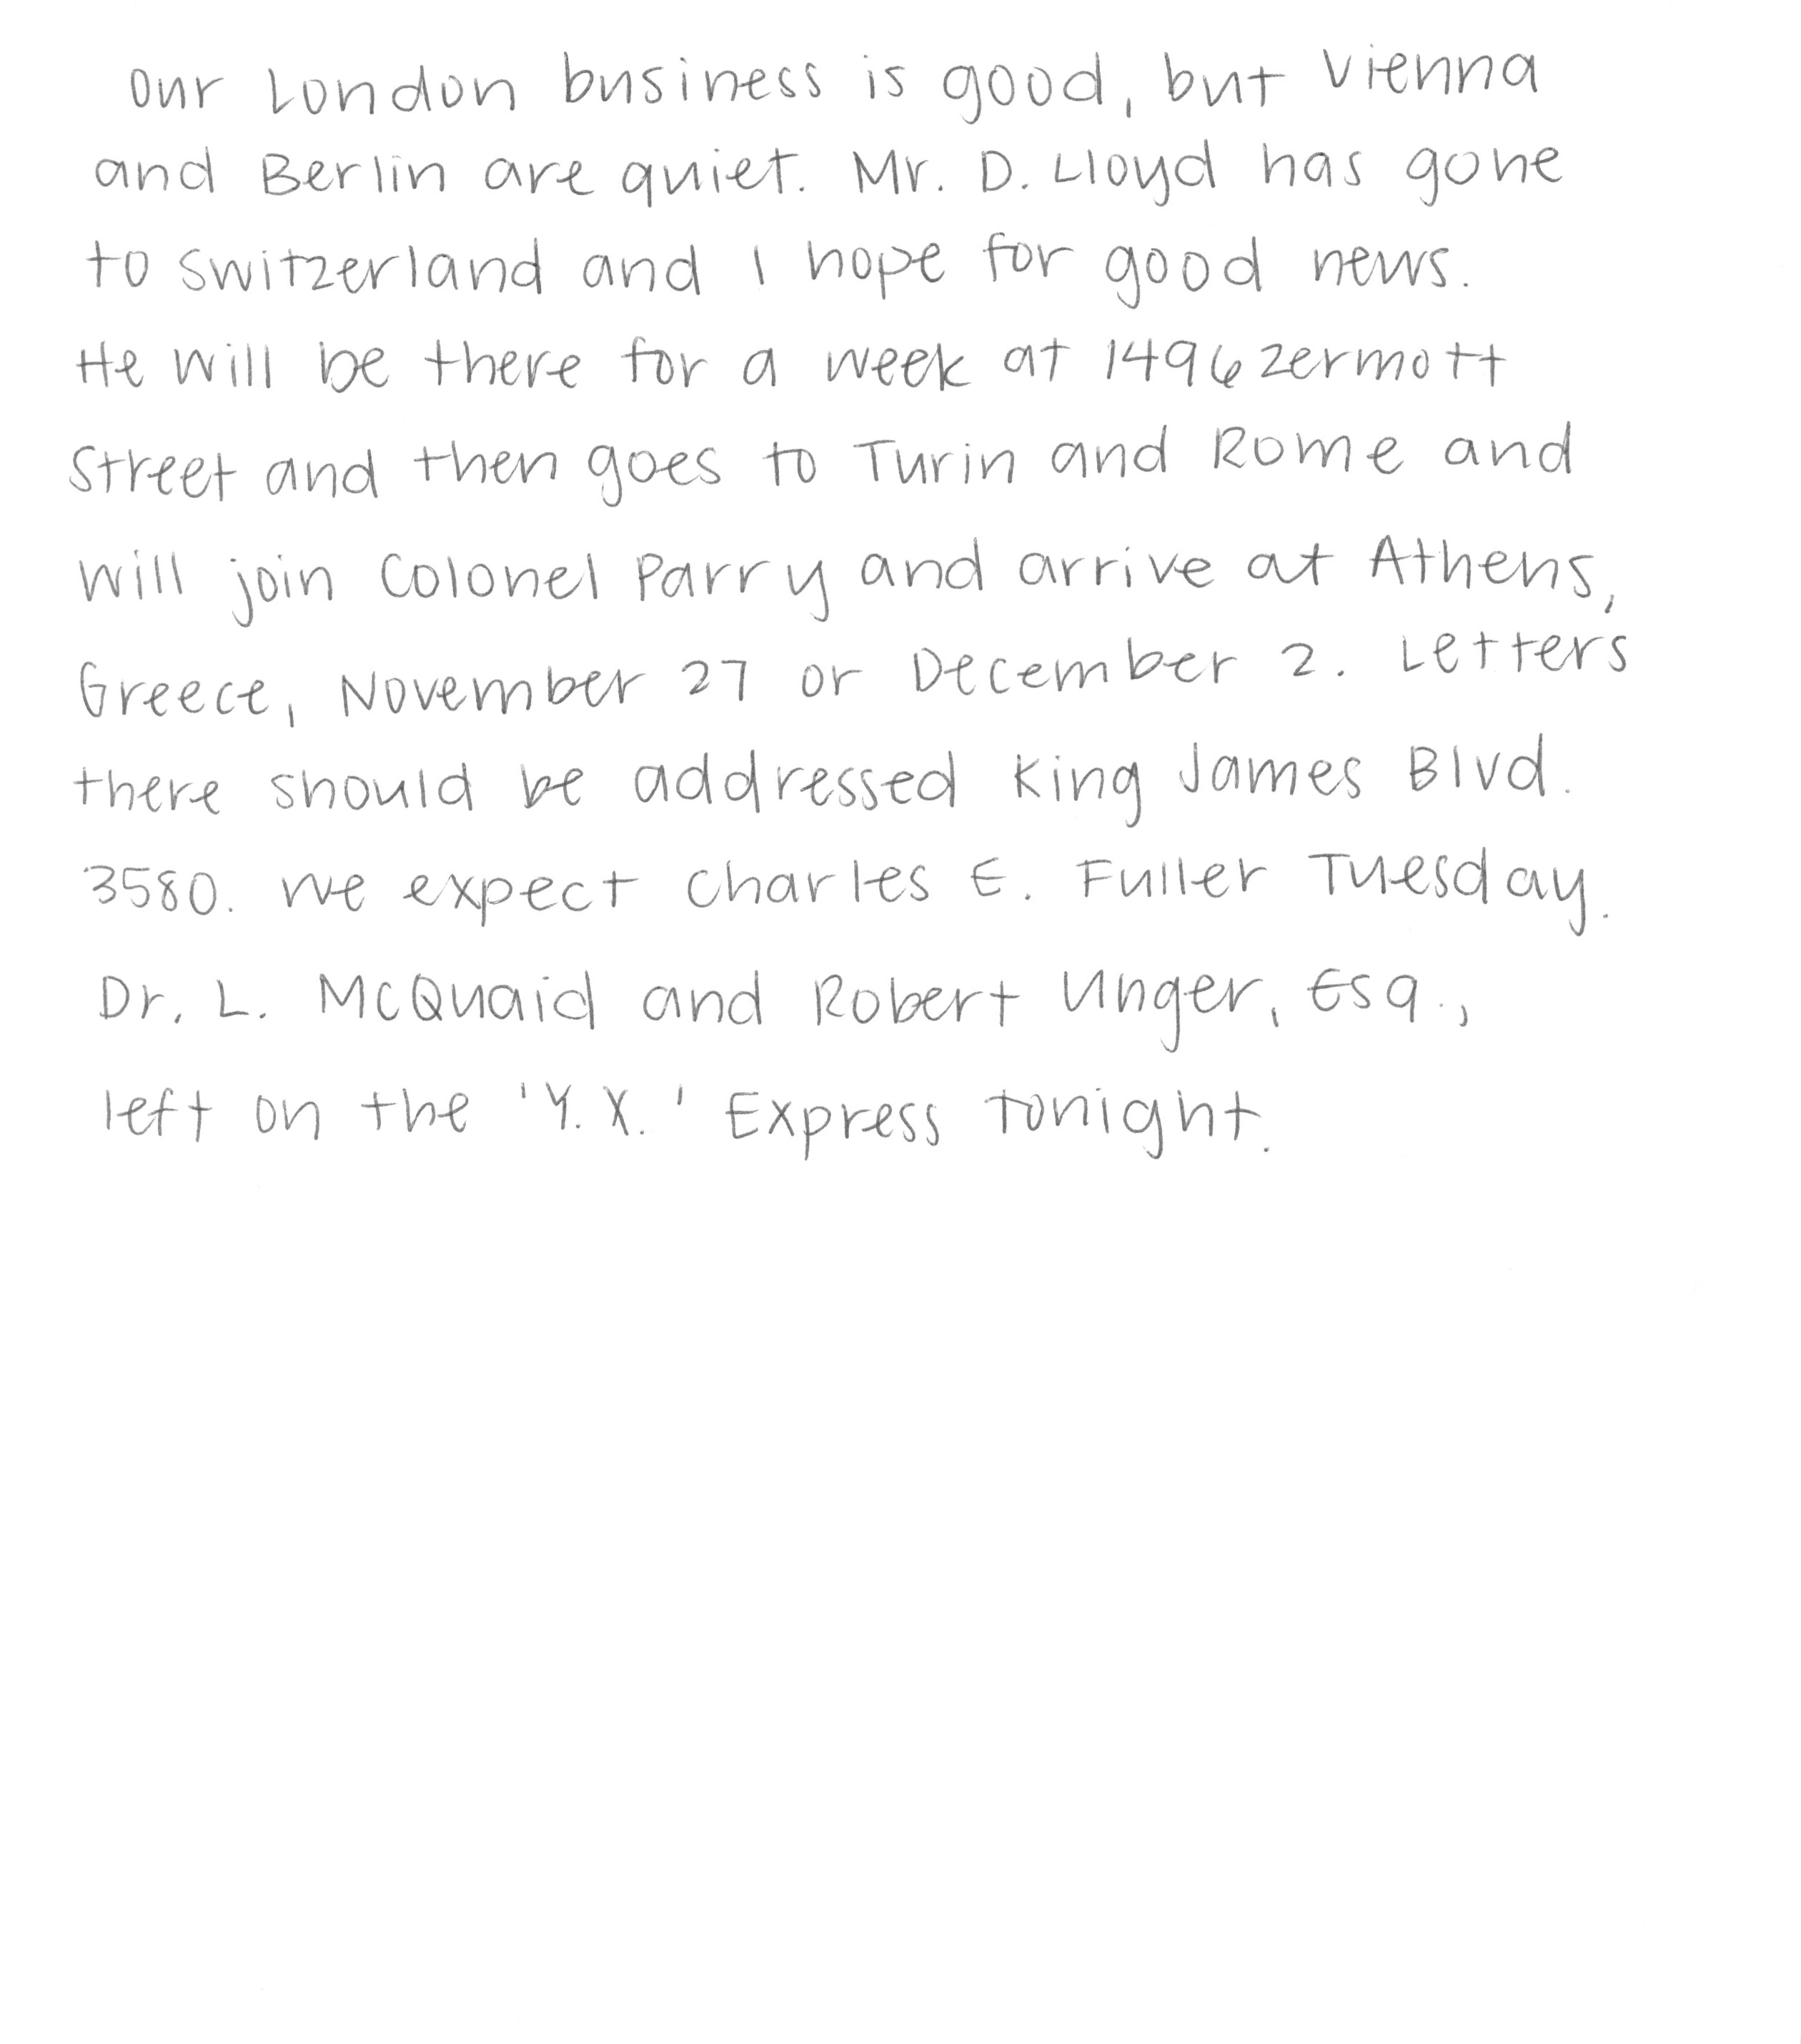 Our London business is good, but Vienna
and Berlin are quiet. Mr. D. Lloyd has gone
to Switzerland and I hope for good news.
He will be there for a week at 1496 Zermott
Street and then goes to Turin and Rome and
will join Colonel Parry and arrive at Athens,
Greece, November 27 or December 2. Letters
there should be addressed King James Blvd.
3580. We expect Charles E. Fuller Tuesday.
Dr. L. McQuaid and Robert Unger, Esq.,
left on the 'Y.X.' Express tonight.